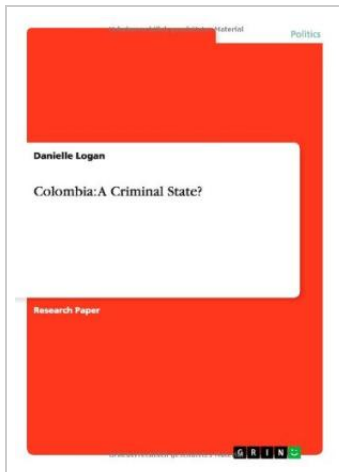 Politics
Danielle Logan
Colombia: A Criminal State?
Research Paper
GRIN